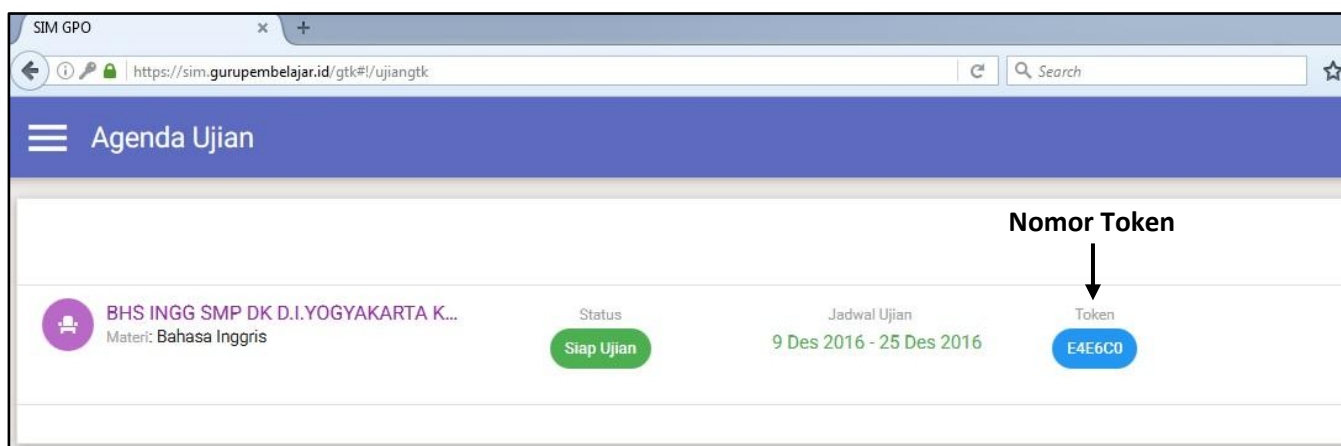 SIM GPO
https://sim.gurupembelajar.id/gtk#!/ujiangtk
Search
Agenda Ujian
Nomor Token
BHS INGG SMP DK D.I.YOGYAKARTA K...
Materi: Bahasa Inggris
Status
Siap Ujian
Jadwal Ujian
9 Des 2016 - 25 Des 2016
Token
E4E6C0